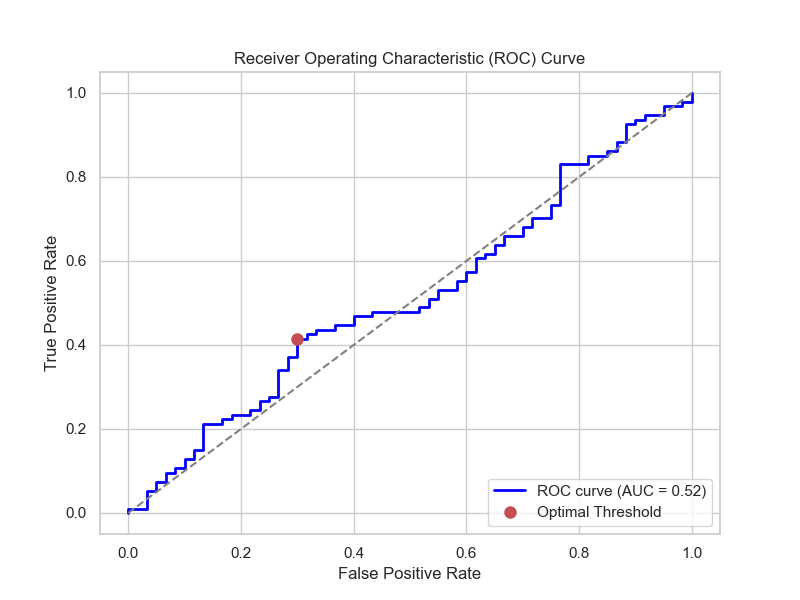 Receiver Operating Characteristic (ROC) Curve
True Positive Rate
1.0
0.8
0.6
0.4
0.2
0.0
ROC curve (AUC = 0.52)
Optimal Threshold
0.0 0.2 0.4 0.6 0.8 1.0
False Positive Rate